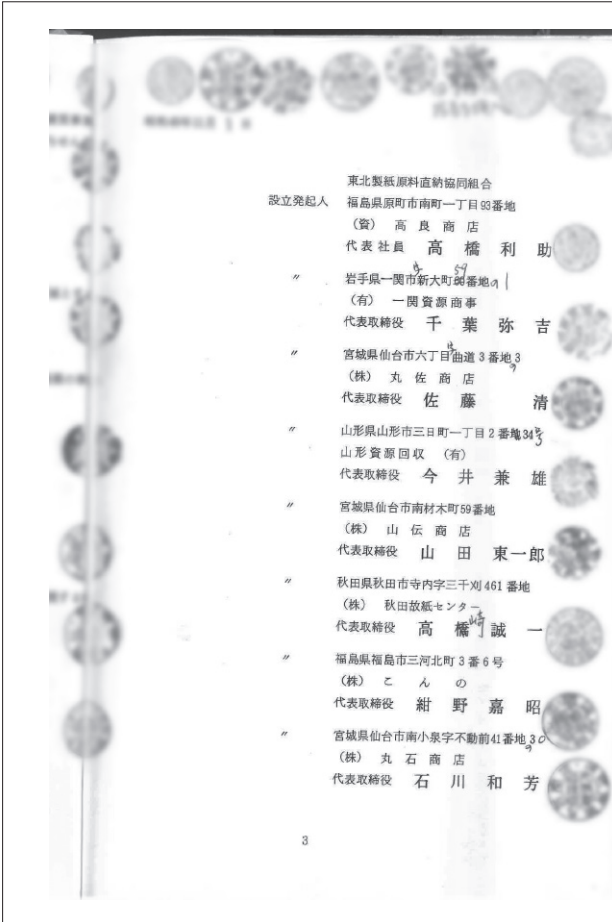 東北製紙原料直納協同組合
設立発起人 福島県原町市南町一丁目93番地
(資) 高良商店
代表社員 高橋利助
〃 岩手県一関市字新大町59番地の1
(有) 一関資源商事
代表取締役 千葉弥吉
〃 宮城県仙台市六丁目字曲道3番地の3
(株) 丸佐商店
代表取締役 佐藤 清
〃 山形県山形市三日町一丁目2番34号
山形資源回収 (有)
代表取締役 今井兼雄
〃 宮城県仙台市南材木町59番地
(株) 山伝商店
代表取締役 山田東一郎
〃 秋田県秋田市寺内字三千刈461番地
(株) 秋田故紙センター
代表取締役 高崎誠一
〃 福島県福島市三河北町3番6号
(株) こんの
代表取締役 紺野嘉昭
〃 宮城県仙台市南小泉字不動前41番地の30
(株) 丸石商店
代表取締役 石川和芳
3